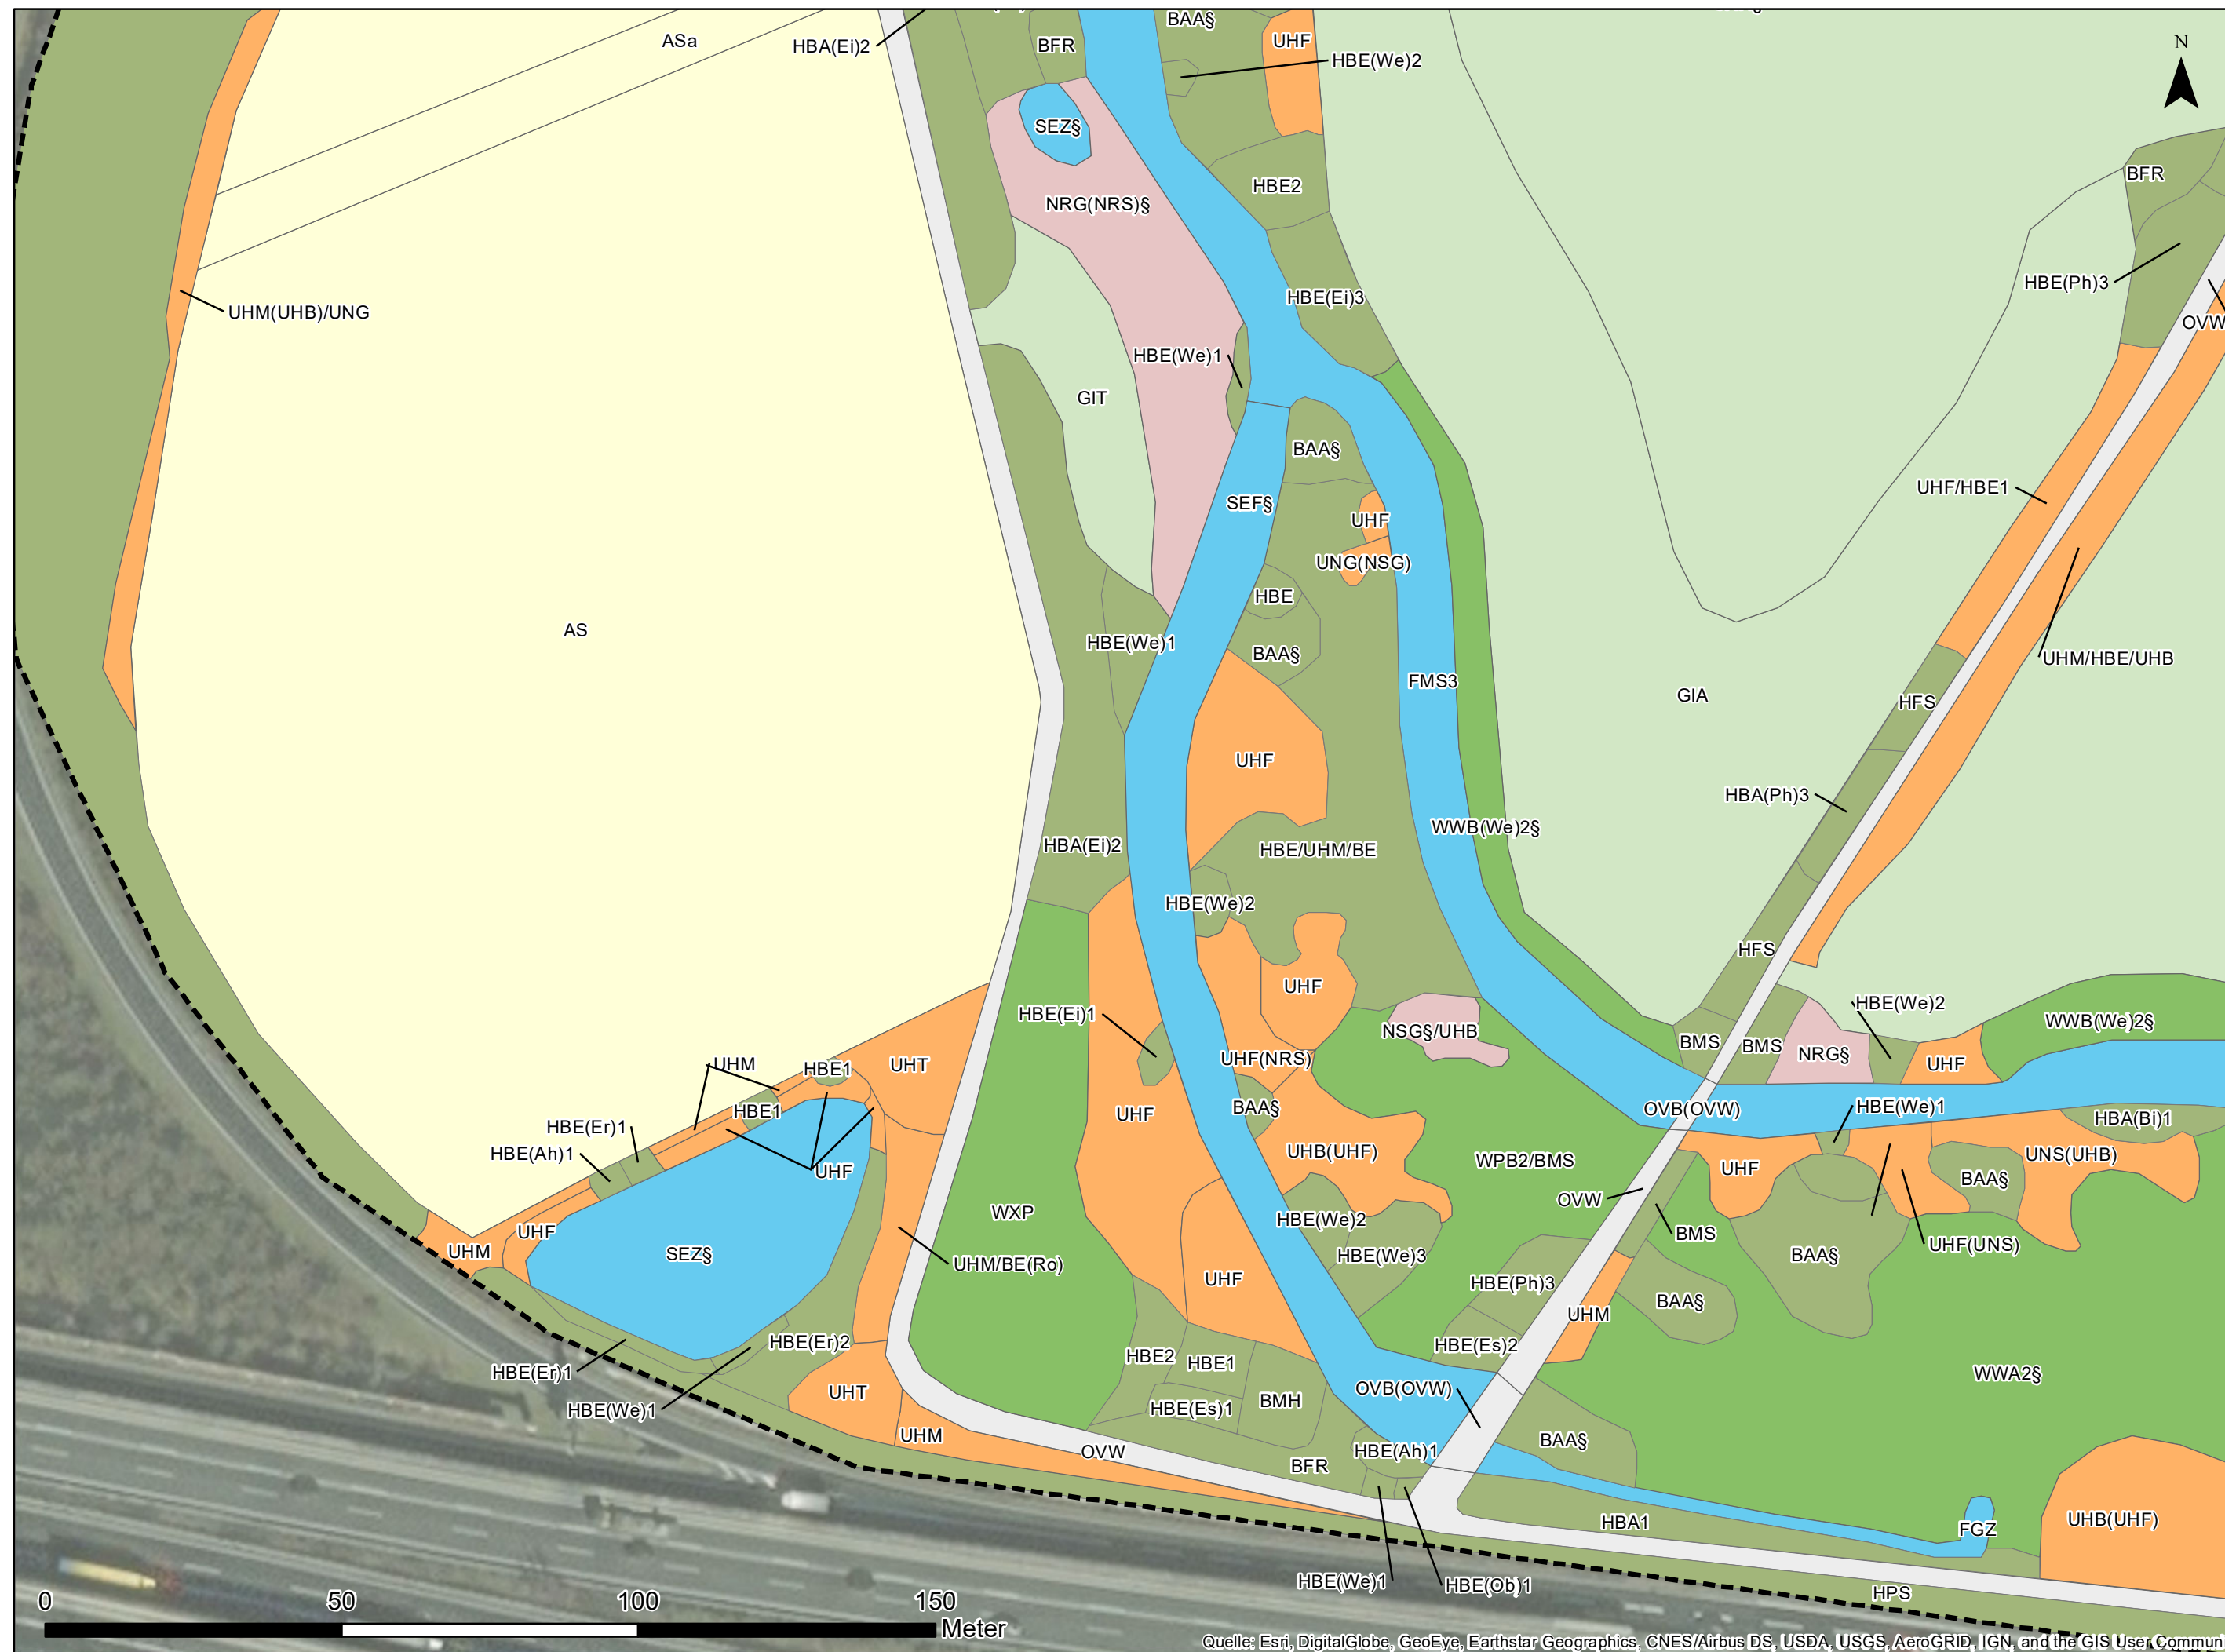 BAA§
ASa
HBA(Ei)2
BFR
UHF
N
HBE(We)2
SEZ§
BFR
HBE2
NRG(NRS)§
HBE(Ph)3
HBE(Ei)3
UHM(UHB)/UNG
OVW
HBE(We)1
GIT
BAA§
UHF/HBE1
SEF§
UHF
UNG(NSG)
HBE
AS
HBE(We)1
BAA§
UHM/HBE/UHB
FMS3
GIA
HFS
UHF
HBA(Ph)3
WWB(We)2§
HBA(Ei)2
HBE/UHM/BE
HBE(We)2
HFS
UHF
HBE(We)2
HBE(Ei)1
WWB(We)2§
NSG§/UHB
BMS
BMS
NRG§
UHF(NRS)
UHM
HBE1
UHT
UHF
HBE1
UHF
BAA§
OVB(OVW)
HBE(We)1
HBA(Bi)1
HBE(Er)1
HBE(Ah)1
UHB(UHF)
WPB2/BMS
UNS(UHB)
UHF
UHF
BAA§
OVW
WXP
HBE(We)2
UHF
BMS
UHF(UNS)
UHM
SEZ§
HBE(We)3
BAA§
UHM/BE(Ro)
UHF
HBE(Ph)3
BAA§
UHM
HBE(Er)2
HBE(Es)2
HBE2
HBE1
HBE(Er)1
WWA2§
UHT
OVB(OVW)
BMH
HBE(We)1
HBE(Es)1
UHM
BAA§
OVW
HBE(Ah)1
BFR
HBA1
FGZ
UHB(UHF)
HBE(We)1
HBE(Ob)1
HPS
0 50 100 150
Meter
Quelle: Esri, DigitalGlobe, GeoEye, Earthstar Geographics, CNES/Airbus DS, USDA, USGS, AeroGRID, IGN, and the GIS User Commun